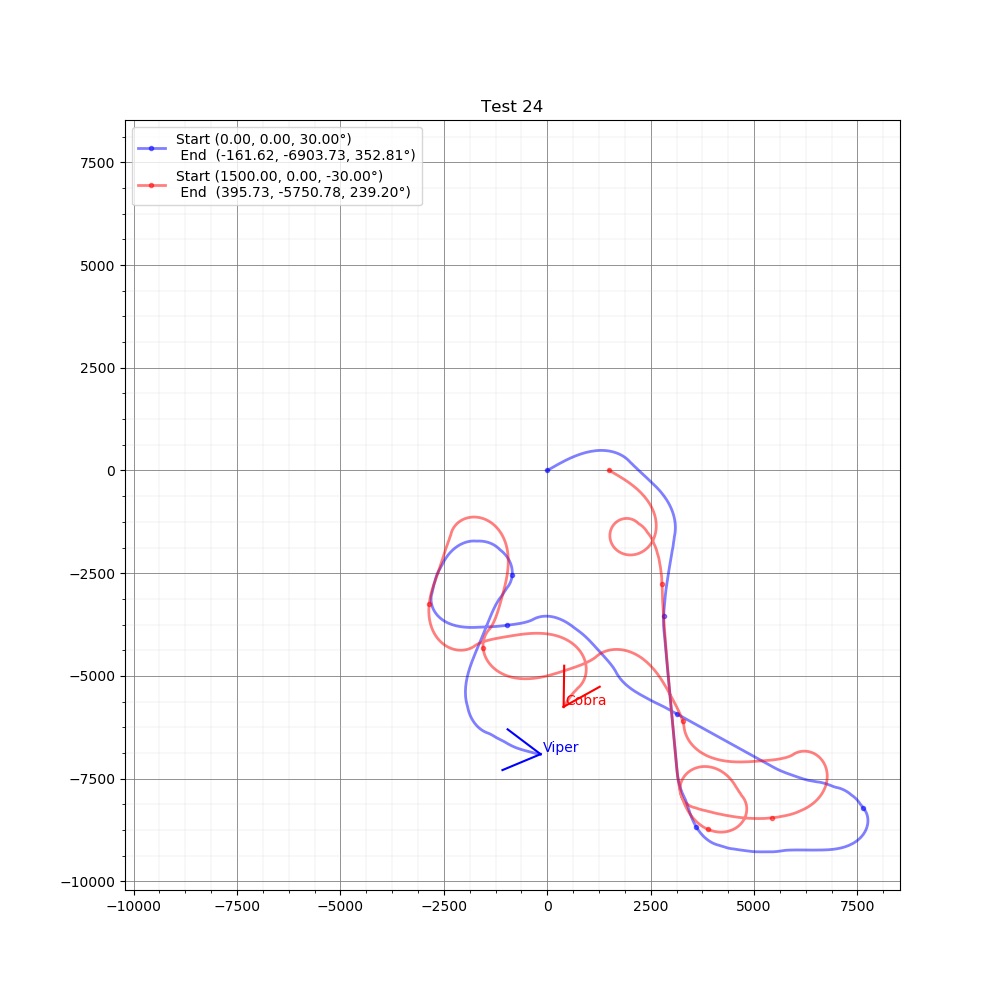 Test 24
Start (0.00, 0.00, 30.00°)
End (-161.62, -6903.73, 352.81°)
Start (1500.00, 0.00, -30.00°)
End (395.73, -5750.78, 239.20°)
7500
5000
2500
0
−2500
−5000
−7500
−10000
Cobra
Viper
−10000 −7500 −5000 −2500 0 2500 5000 7500